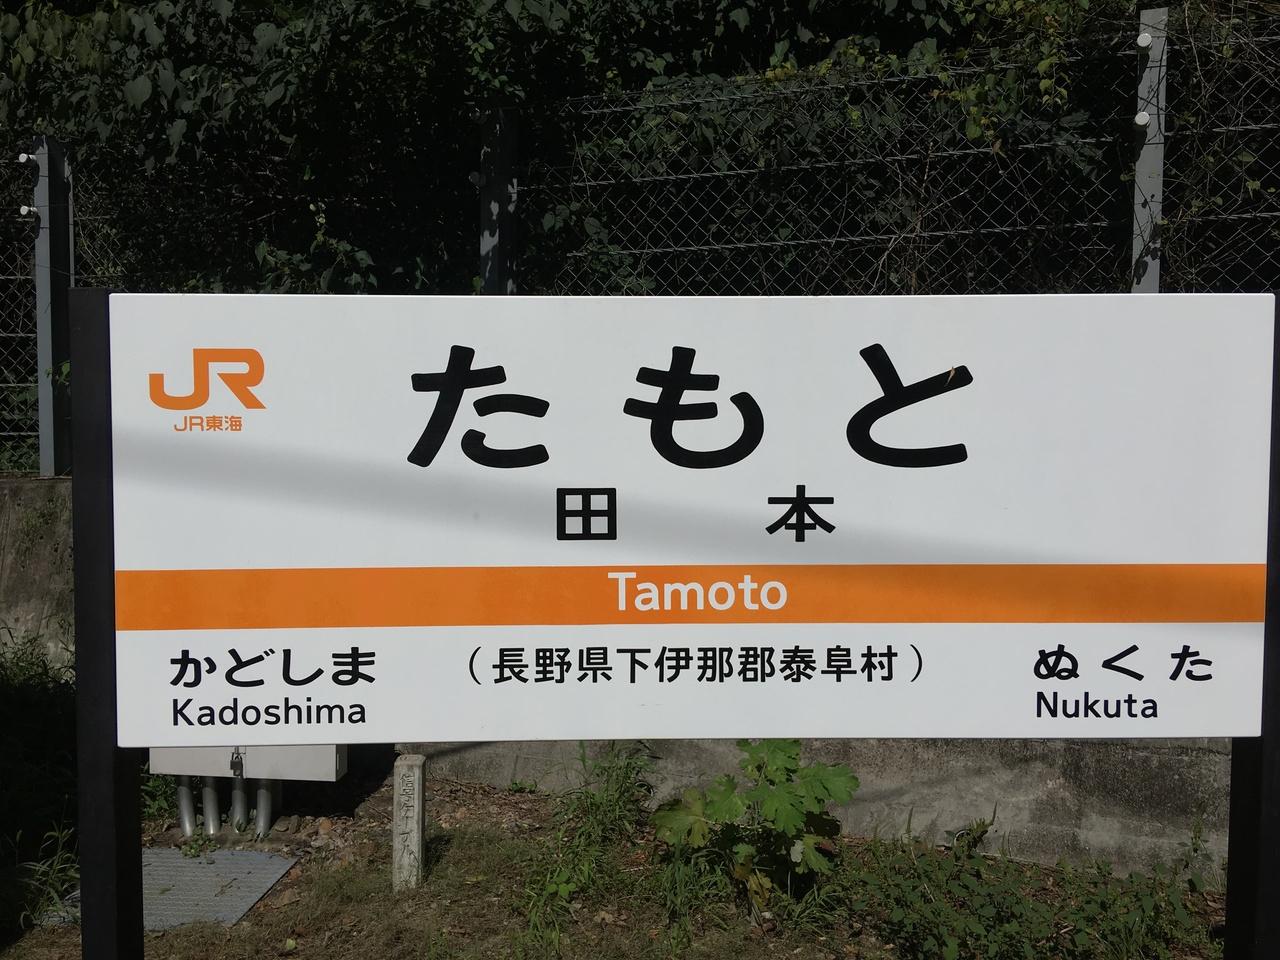 JR
JR東海
たもと
田本
Tamoto
かどしま
Kadoshima
（長野県下伊那郡泰阜村）
ぬくた
Nukuta